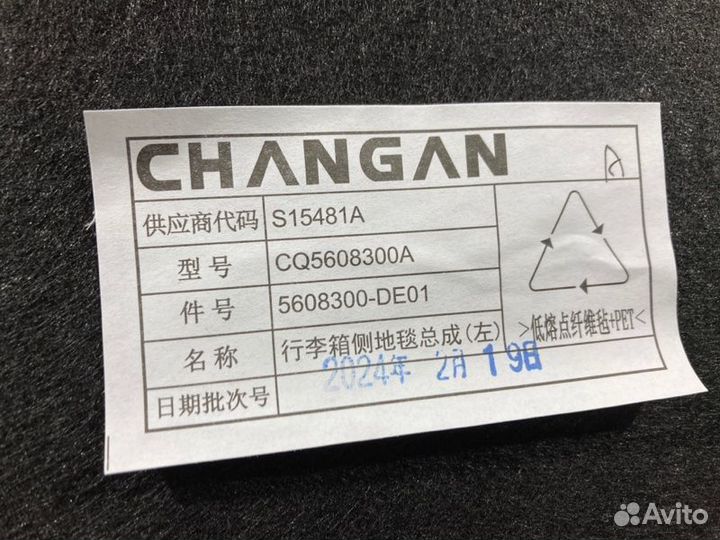 CHANGAN
A
供应商代码 S15481A
型号 CQ5608300A
件号 5608300-DE01
>低熔点纤维毡+PET<
名称 行李箱侧地毯总成(左)
2024年 2月 19日
日期批次号
Avito